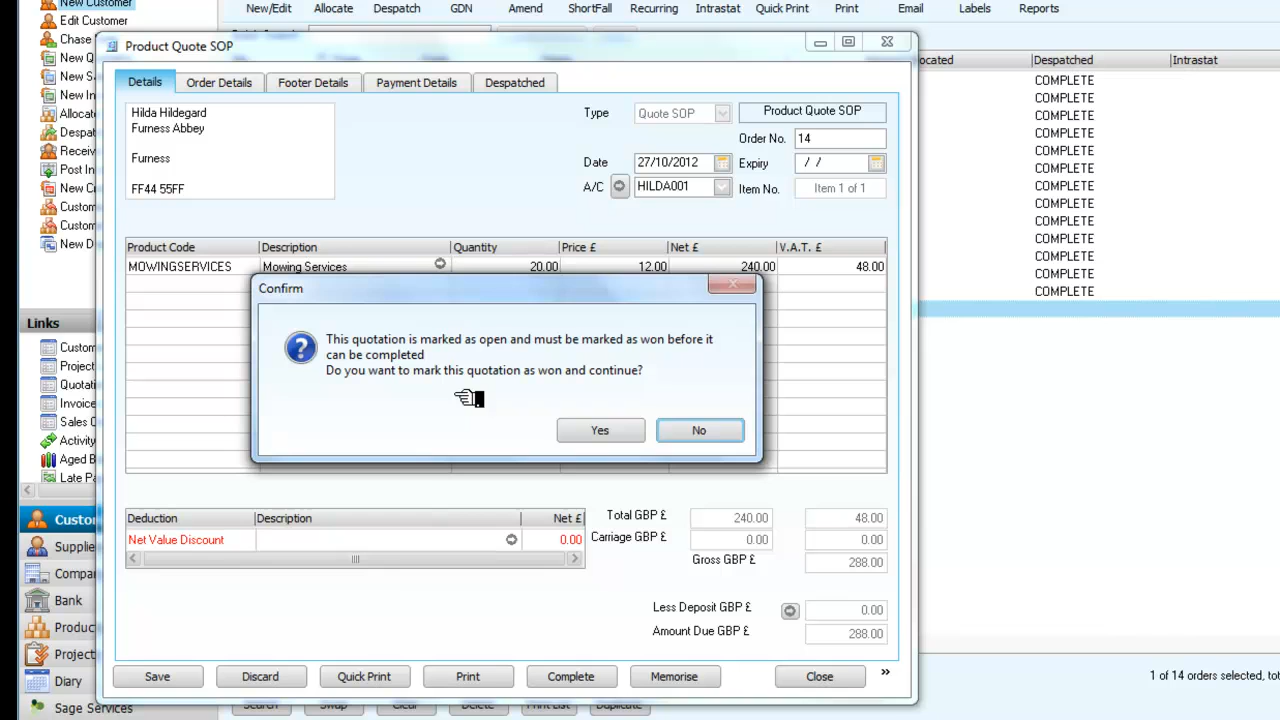 New Customer
Edit Customer
Chase
New Q
New S
New In
Allocat
Despat
Receiv
Post In
New C
Custom
Custom
New D
Links
Custom
Project
Quotati
Invoice
Sales C
Activity
Aged B
Late Pa
Custo
Supplie
Compa
Bank
Produc
Project
Diary
Sage Services
New/Edit Allocate Despatch GDN Amend ShortFall Recurring Intrastat Quick Print Print Email Labels Reports
ocated Despatched Intrastat
COMPLETE
COMPLETE
COMPLETE
COMPLETE
COMPLETE
COMPLETE
COMPLETE
COMPLETE
COMPLETE
COMPLETE
COMPLETE
COMPLETE
COMPLETE
Product Quote SOP
Details Order Details Footer Details Payment Details Despatched
Hilda Hildegard
Furness Abbey
Furness
FF44 55FF
Type Quote SOP Product Quote SOP
Order No. 14
Date 27/10/2012 Expiry / /
A/C HILDA001 Item No. Item 1 of 1
Product Code Description Quantity Price £ Net £ V.A.T. £
MOWINGSERVICES Mowing Services 20.00 12.00 240.00 48.00
Confirm
This quotation is marked as open and must be marked as won before it
can be completed
Do you want to mark this quotation as won and continue?
Yes No
Deduction Description Net £
Net Value Discount 0.00
Total GBP £ 240.00 48.00
Carriage GBP £ 0.00 0.00
Gross GBP £ 288.00
Less Deposit GBP £ 0.00
Amount Due GBP £ 288.00
Save Discard Quick Print Print Complete Memorise Close »
Search Swap Clear Delete Print List Duplicate
1 of 14 orders selected, tot